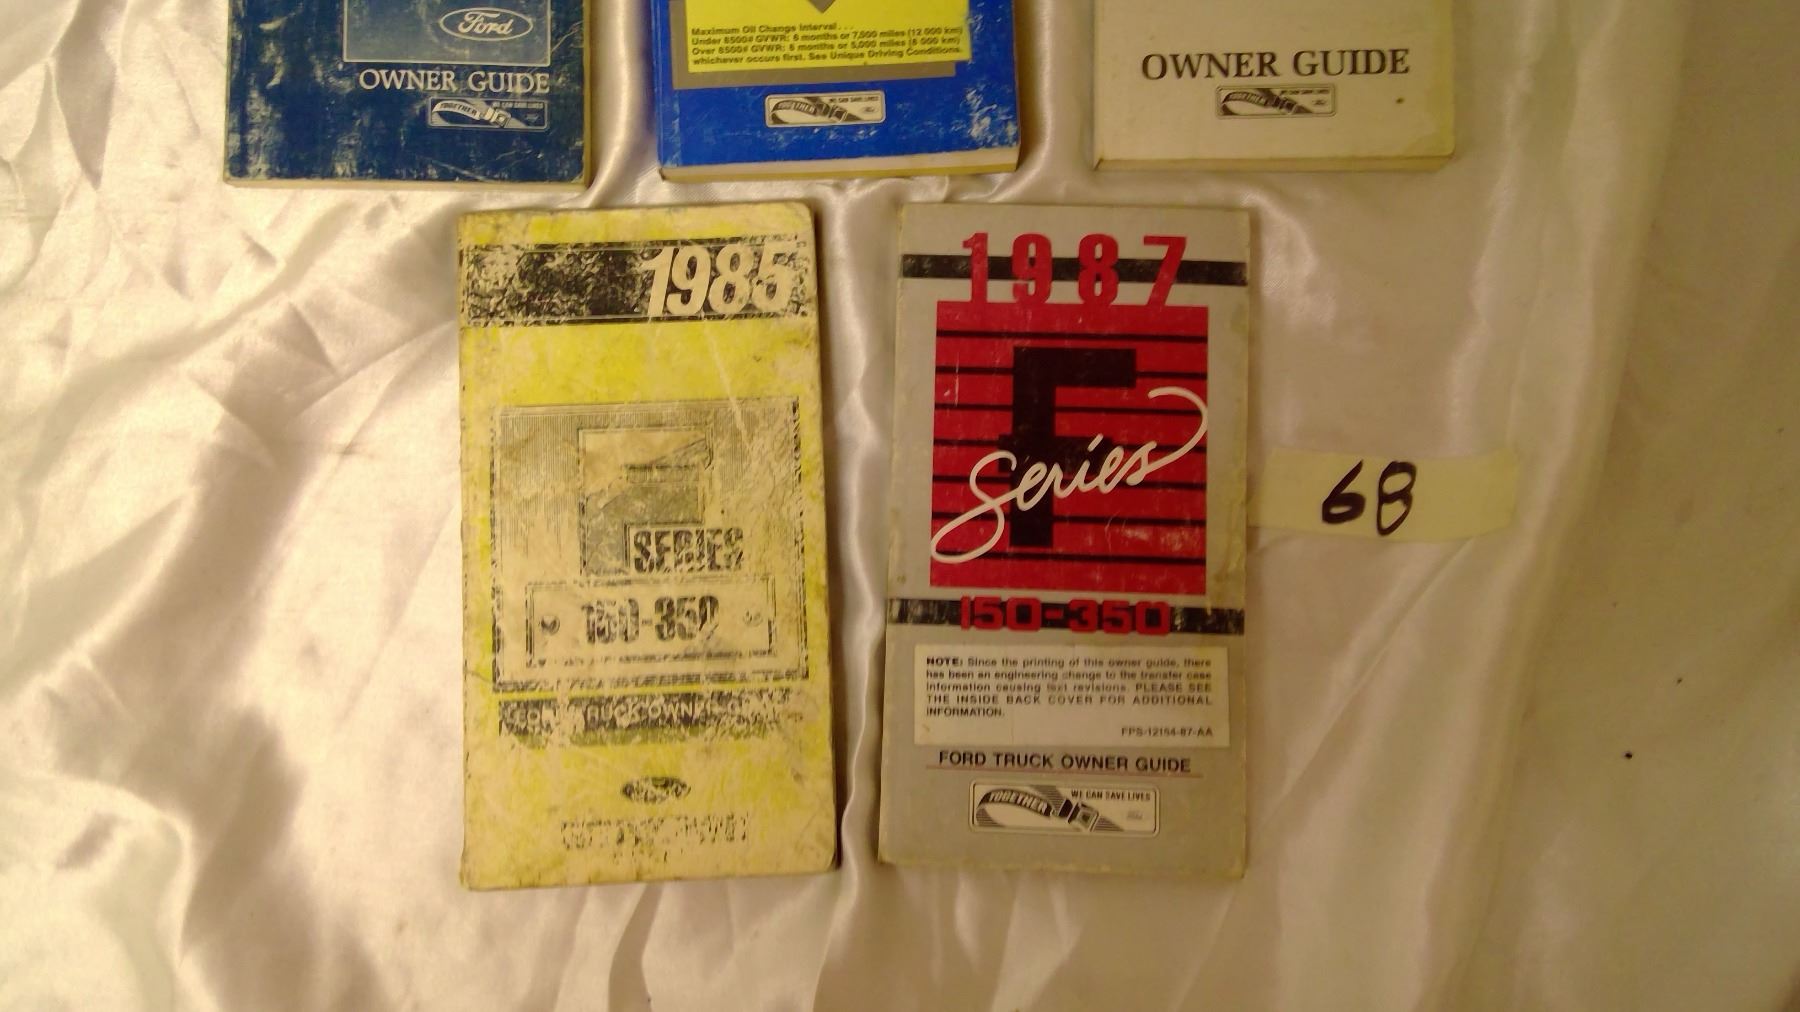 Ford
OWNER GUIDE
TOGETHER WE CAN SAVE LIVES
Maximum Oil Change Interval . . .
Under 8500# GVWR: 6 months or 7,500 miles (12 000 km)
Over 8500# GVWR: 6 months or 5,000 miles (8 000 km)
whichever occurs first. See Unique Driving Conditions.
TOGETHER WE CAN SAVE LIVES
OWNER GUIDE
TOGETHER WE CAN SAVE LIVES
1985
F
SERIES
150-350
TRUCK OWNER
1987
F
Series
150-350
NOTE: Since the printing of this owner guide, there
has been an engineering change to the transfer case
information causing text revisions. PLEASE SEE
THE INSIDE BACK COVER FOR ADDITIONAL
INFORMATION.
FPS-12154-87-AA
FORD TRUCK OWNER GUIDE
TOGETHER WE CAN SAVE LIVES
68